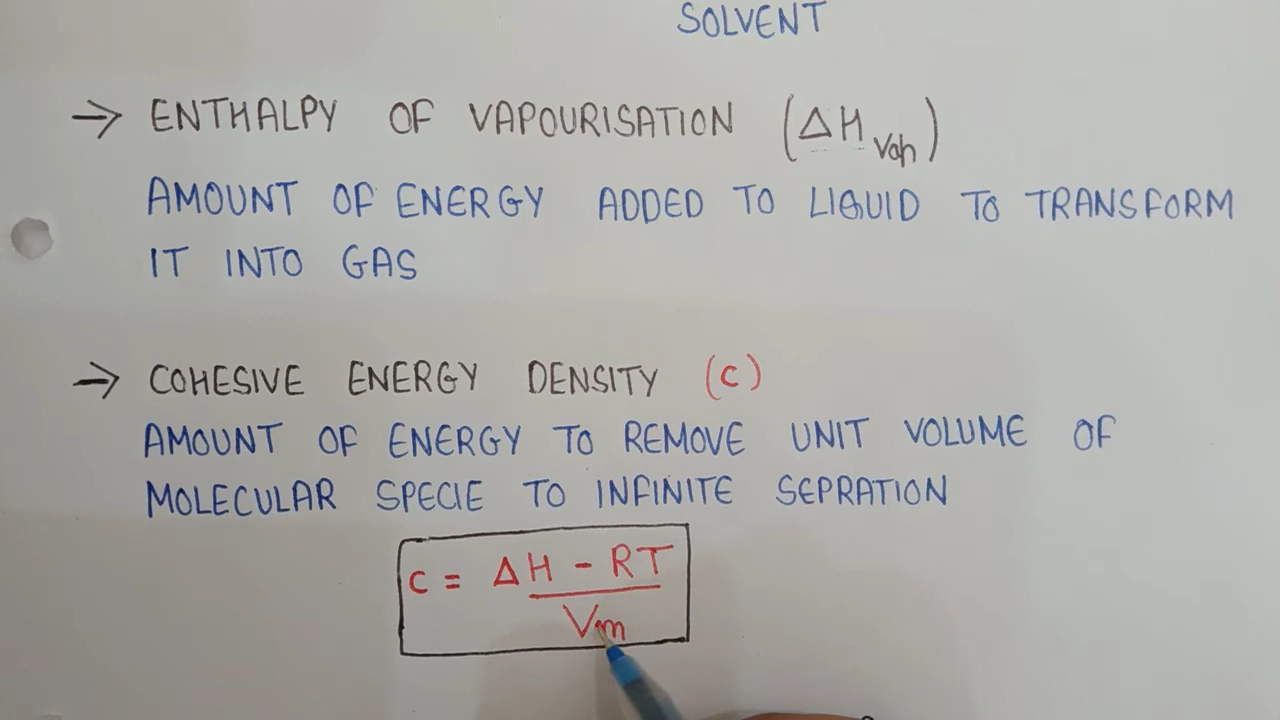 SOLVENT
→ ENTHALPY OF VAPOURISATION (ΔH vap)
AMOUNT OF ENERGY ADDED TO LIQUID TO TRANSFORM
IT INTO GAS
→ COHESIVE ENERGY DENSITY (C)
AMOUNT OF ENERGY TO REMOVE UNIT VOLUME OF
MOLECULAR SPECIE TO INFINITE SEPRATION
C = ΔH - RT
Vm